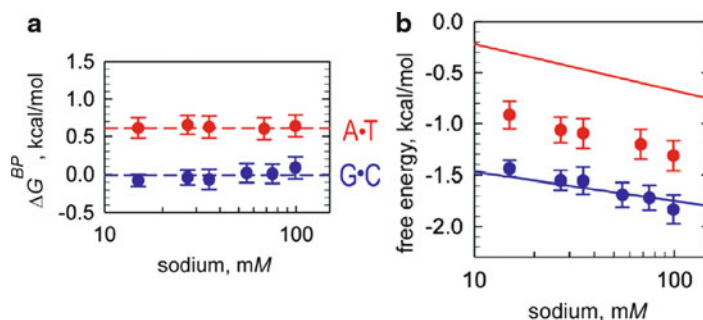 a
ΔG^BP, kcal/mol
1.5
1.0
0.5
0.0
-0.5
10
100
sodium, mM
A•T
G•C
b
free energy, kcal/mol
0.0
-0.5
-1.0
-1.5
-2.0
10
100
sodium, mM